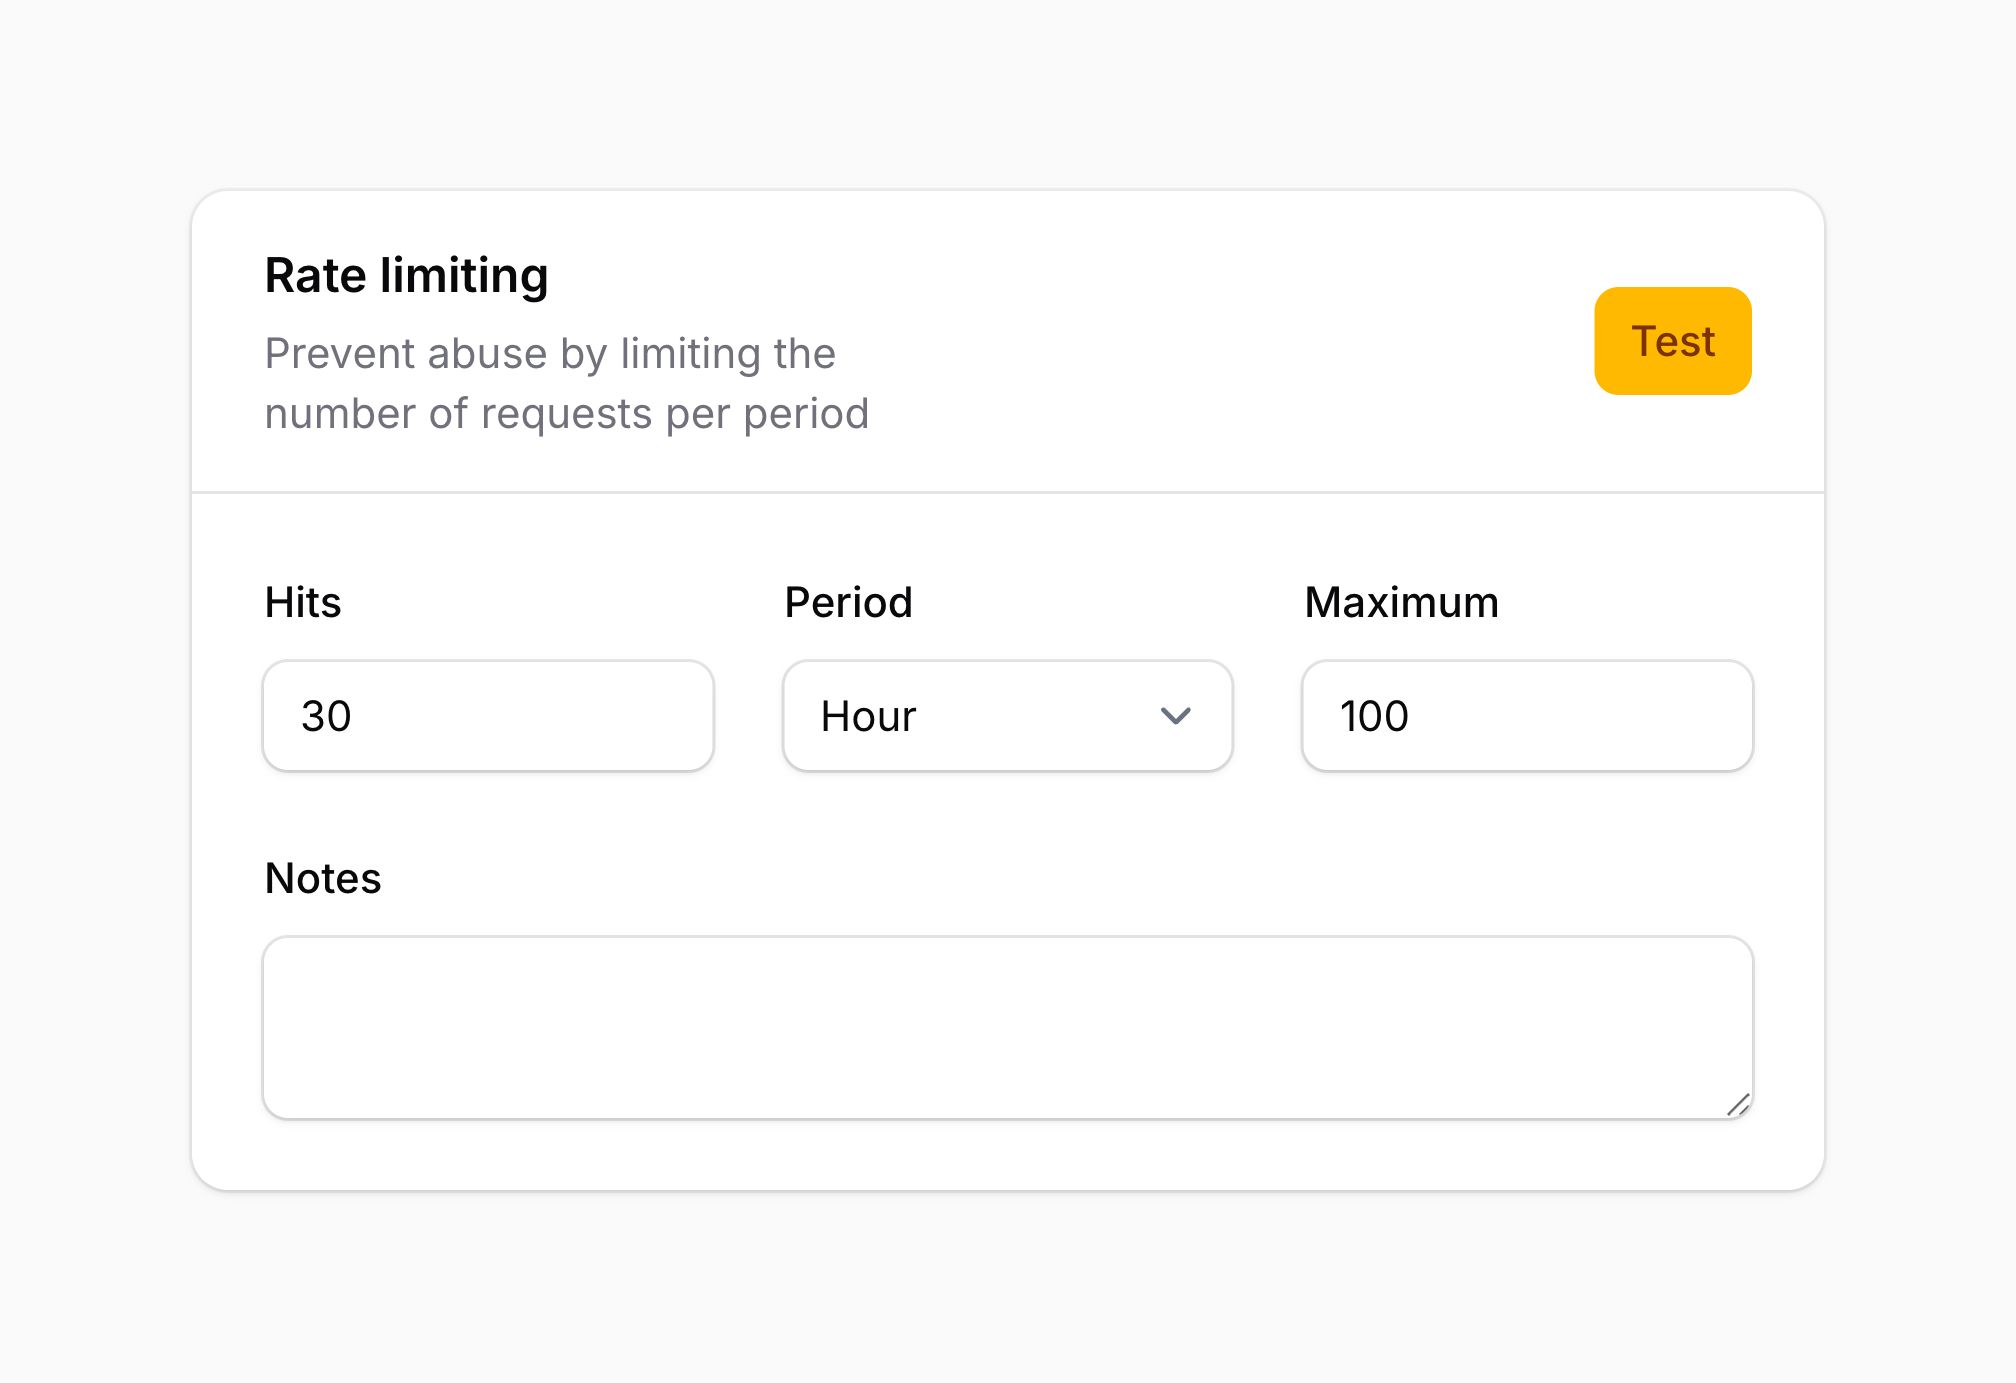 Rate limiting
Prevent abuse by limiting the
number of requests per period
Test
Hits
Period
Maximum
30
Hour
100
Notes